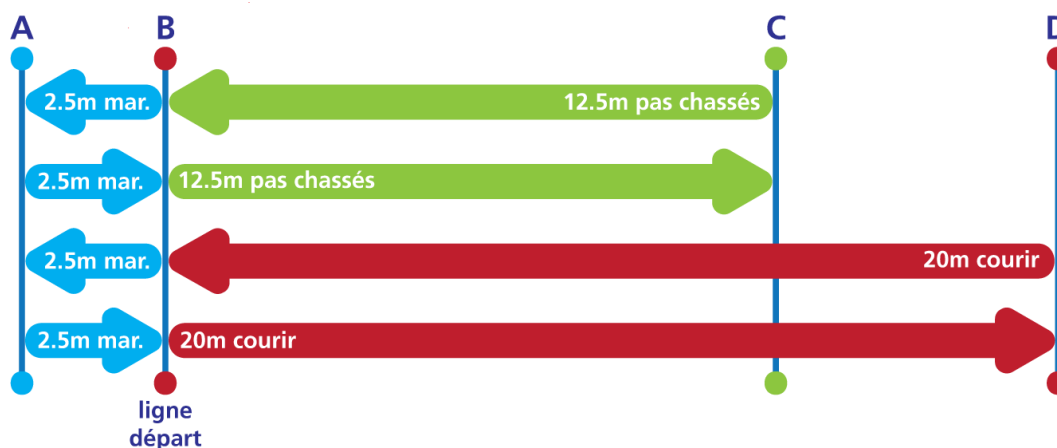 A B C D
2.5m mar. 12.5m pas chassés
2.5m mar. 12.5m pas chassés
2.5m mar. 20m courir
2.5m mar. 20m courir
ligne
départ